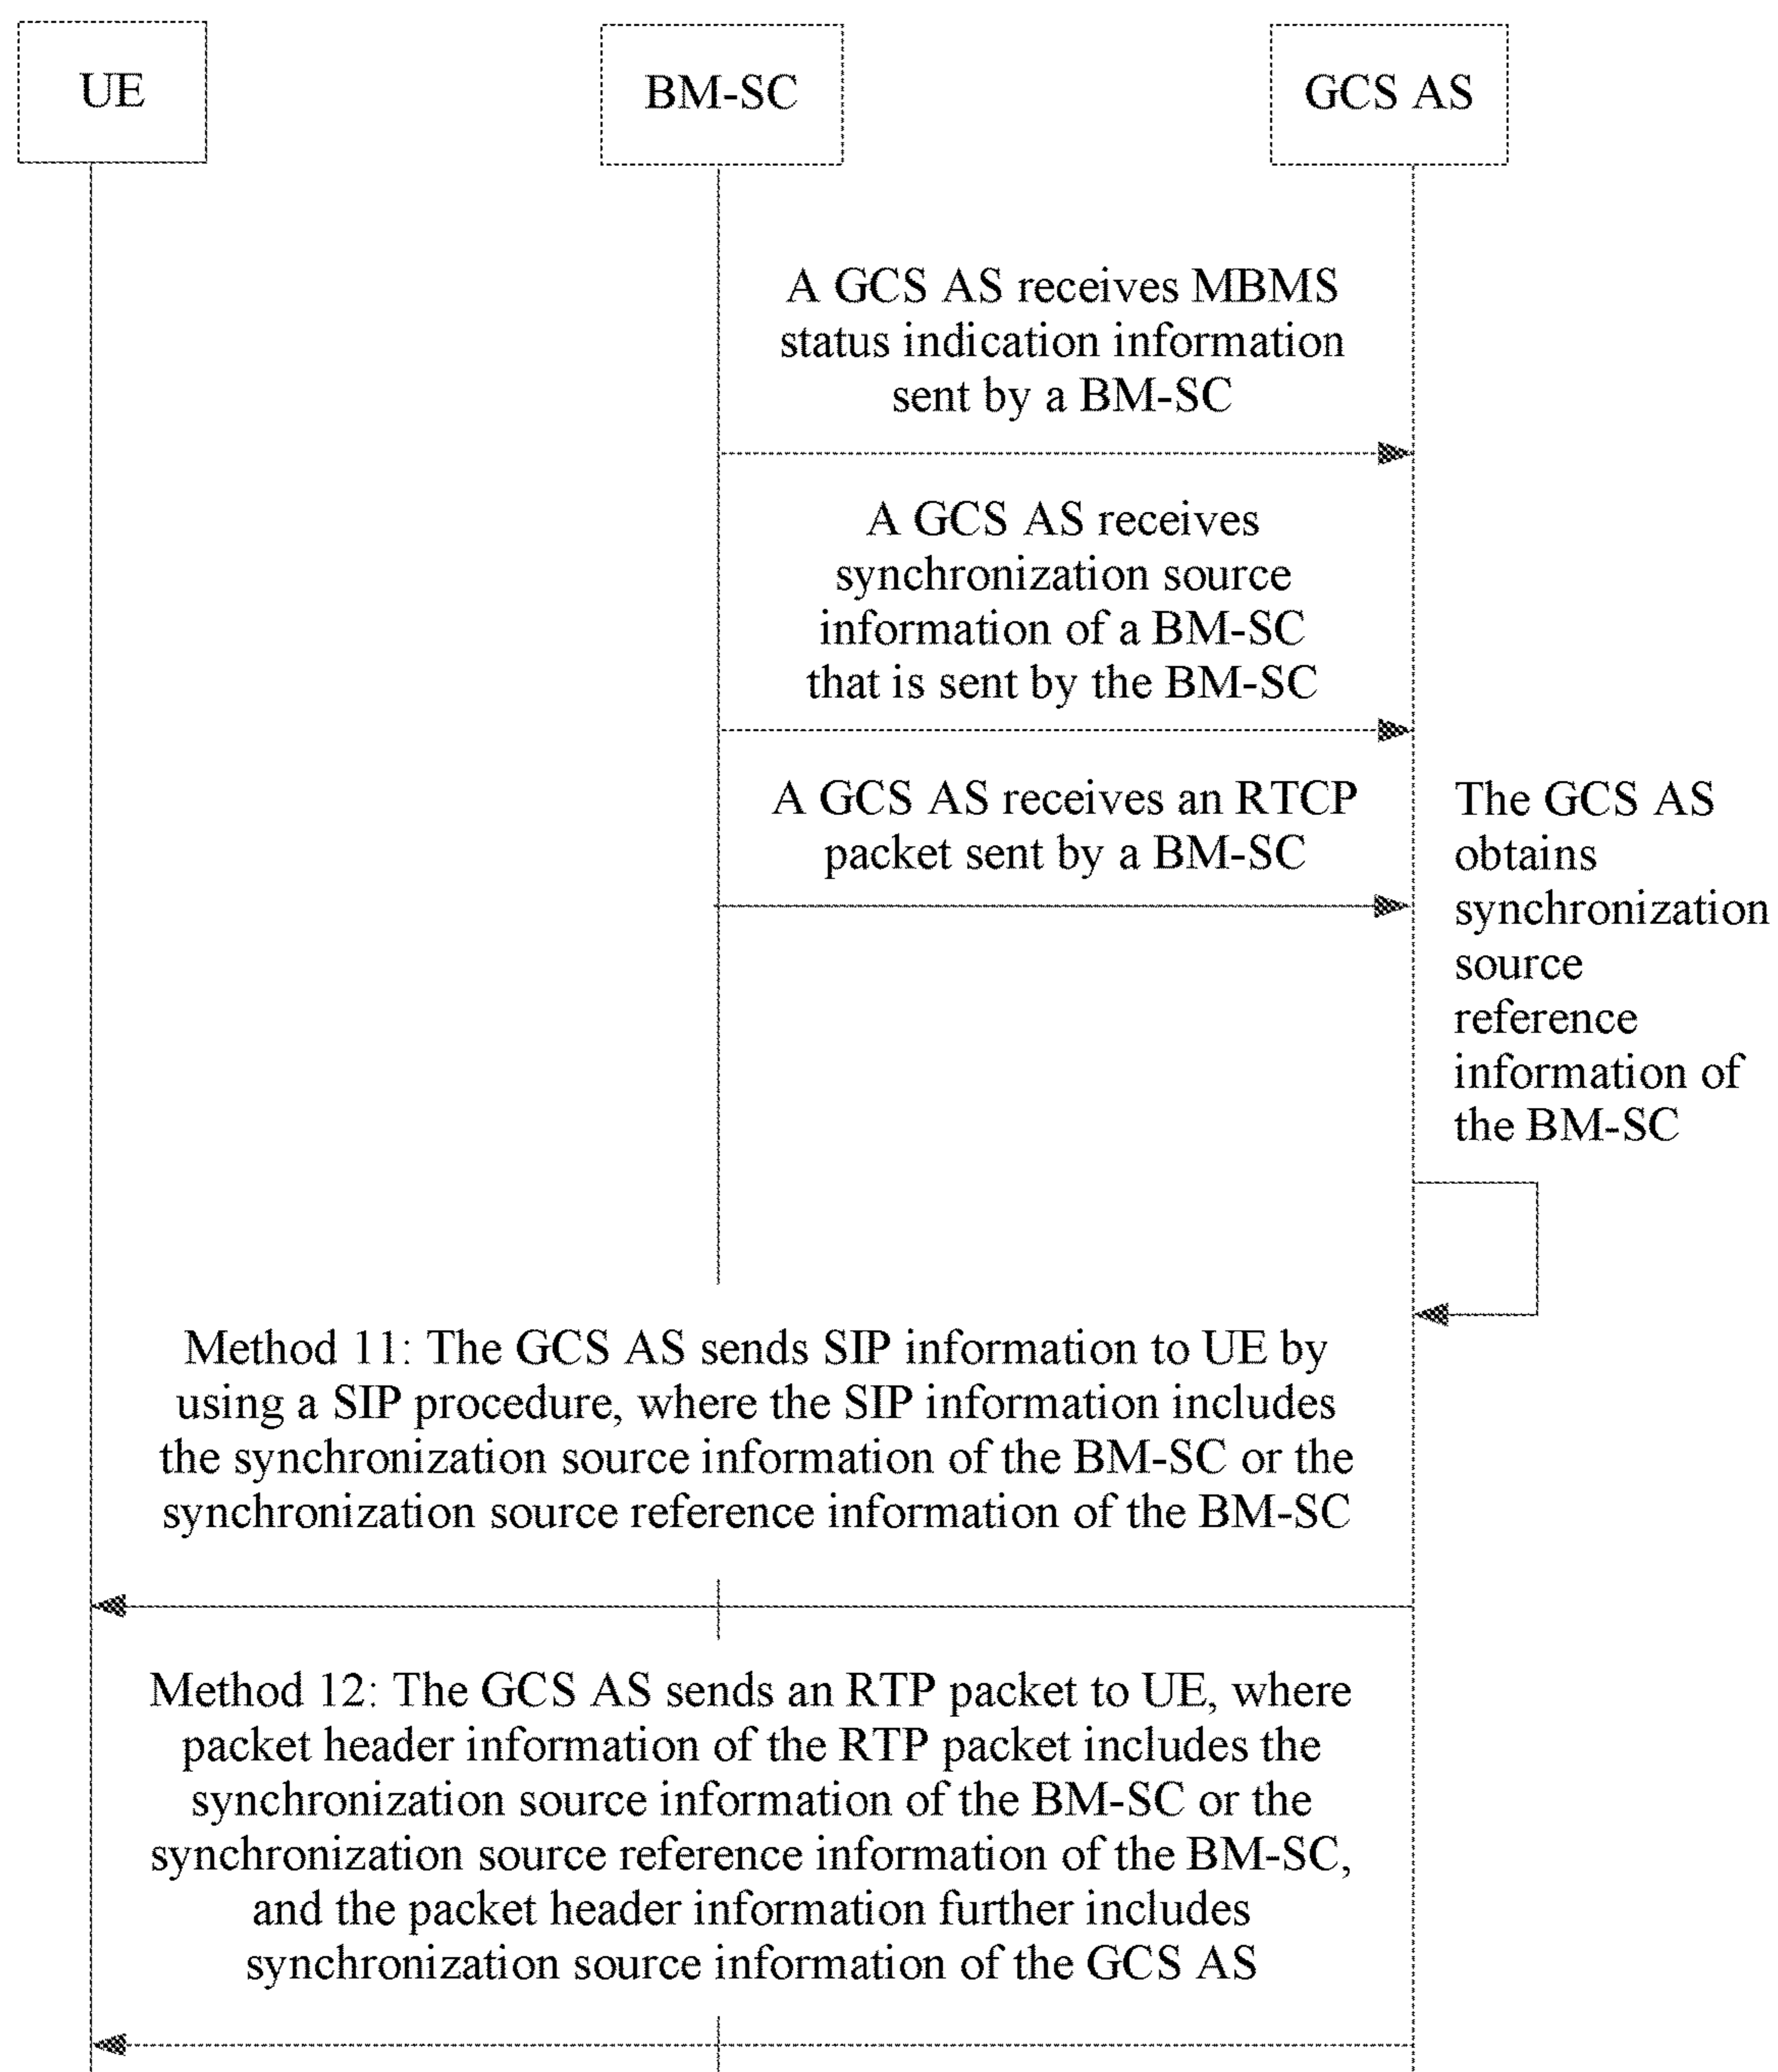 UE
BM-SC
GCS AS
A GCS AS receives MBMS
status indication information
sent by a BM-SC
A GCS AS receives
synchronization source
information of a BM-SC
that is sent by the BM-SC
A GCS AS receives an RTCP
packet sent by a BM-SC
The GCS AS
obtains
synchronization
source
reference
information of
the BM-SC
Method 11: The GCS AS sends SIP information to UE by
using a SIP procedure, where the SIP information includes
the synchronization source information of the BM-SC or the
synchronization source reference information of the BM-SC
Method 12: The GCS AS sends an RTP packet to UE, where
packet header information of the RTP packet includes the
synchronization source information of the BM-SC or the
synchronization source reference information of the BM-SC,
and the packet header information further includes
synchronization source information of the GCS AS